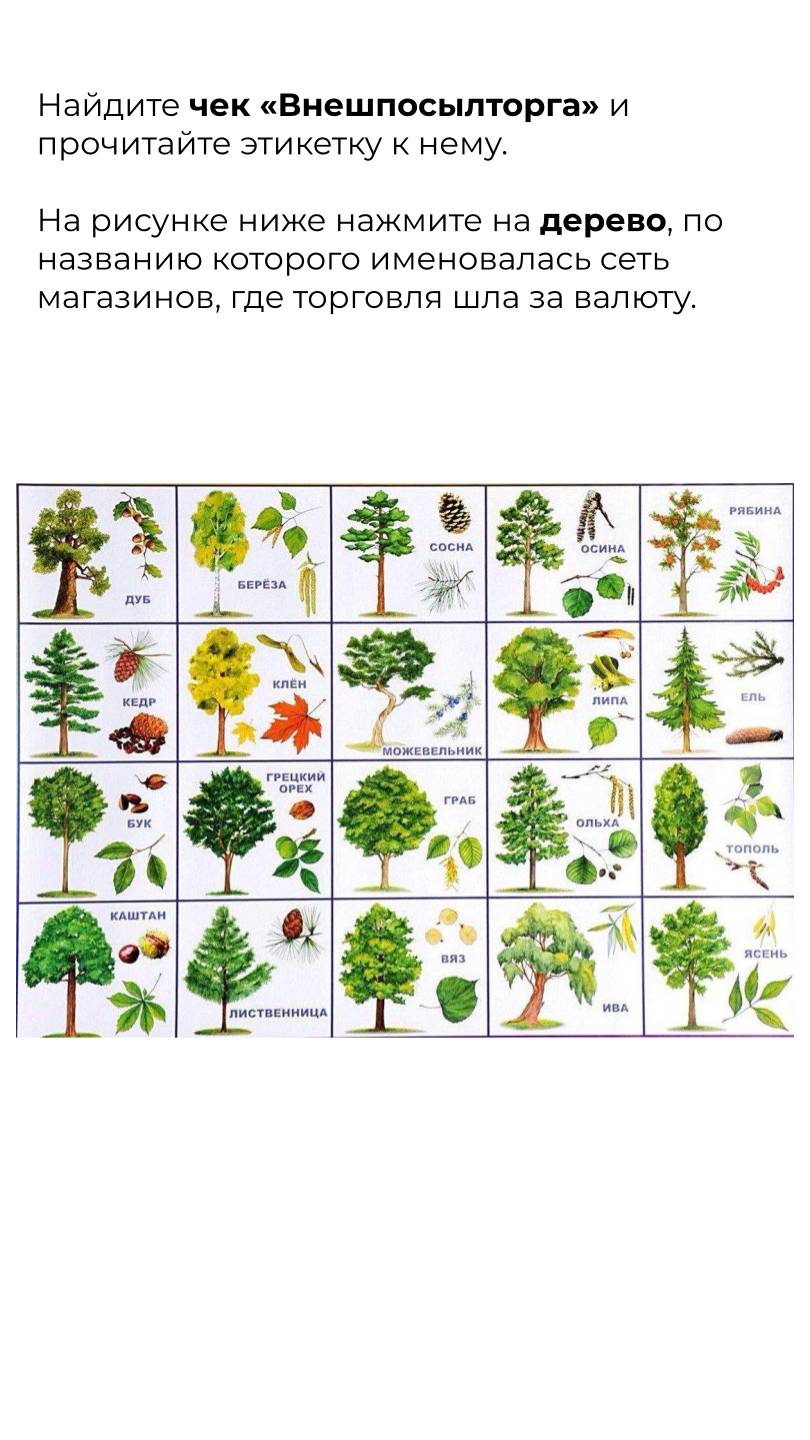 Найдите чек «Внешпосылторга» и
прочитайте этикетку к нему.
На рисунке ниже нажмите на дерево, по
названию которого именовалась сеть
магазинов, где торговля шла за валюту.
ДУБ
БЕРЁЗА
СОСНА
ОСИНА
РЯБИНА
КЕДР
КЛЁН
МОЖЕВЕЛЬНИК
ЛИПА
ЕЛЬ
БУК
ГРЕЦКИЙ
ОРЕХ
ГРАБ
ОЛЬХА
ТОПОЛЬ
КАШТАН
ЛИСТВЕННИЦА
ВЯЗ
ИВА
ЯСЕНЬ